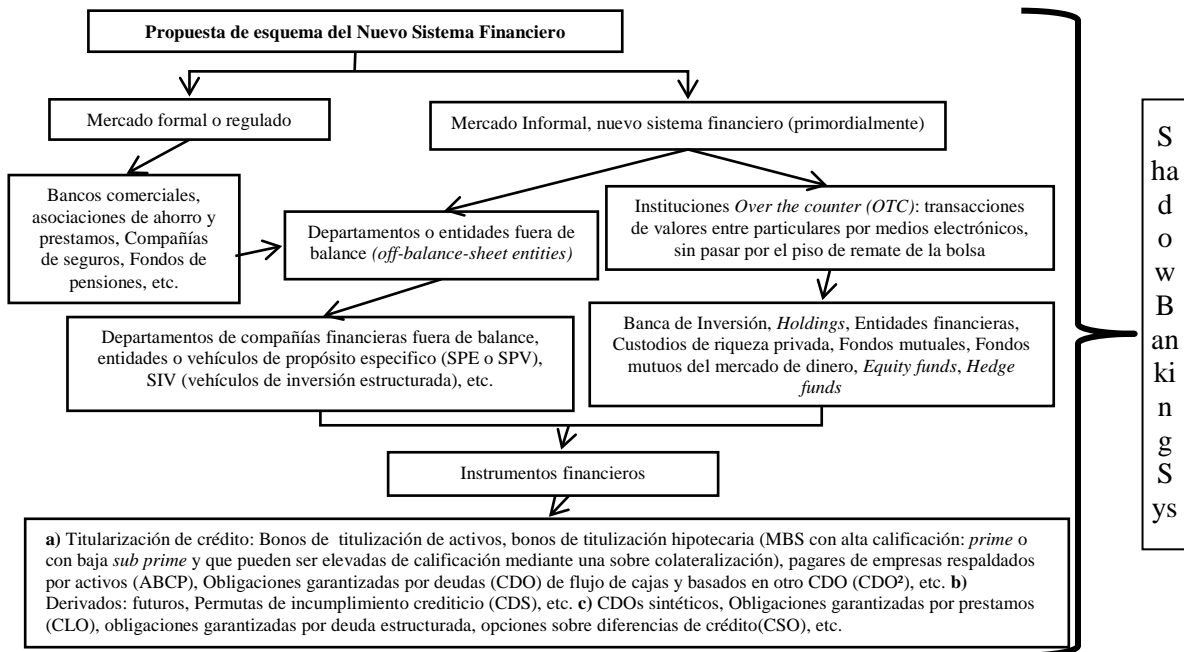 Propuesta de esquema del Nuevo Sistema Financiero
Mercado formal o regulado
Mercado Informal, nuevo sistema financiero (primordialmente)
Bancos comerciales,
asociaciones de ahorro y
prestamos, Compañías
de seguros, Fondos de
pensiones, etc.
Departamentos o entidades fuera de
balance (off-balance-sheet entities)
Instituciones Over the counter (OTC): transacciones
de valores entre particulares por medios electrónicos,
sin pasar por el piso de remate de la bolsa
Departamentos de compañías financieras fuera de balance,
entidades o vehículos de propósito especifico (SPE o SPV),
SIV (vehículos de inversión estructurada), etc.
Banca de Inversión, Holdings, Entidades financieras,
Custodios de riqueza privada, Fondos mutuales, Fondos
mutuos del mercado de dinero, Equity funds, Hedge
funds
Instrumentos financieros
a) Titularización de crédito: Bonos de titulización de activos, bonos de titulización hipotecaria (MBS con alta calificación: prime o
con baja sub prime y que pueden ser elevadas de calificación mediante una sobre colateralización), pagares de empresas respaldados
por activos (ABCP), Obligaciones garantizadas por deudas (CDO) de flujo de cajas y basados en otro CDO (CDO²), etc. b)
Derivados: futuros, Permutas de incumplimiento crediticio (CDS), etc. c) CDOs sintéticos, Obligaciones garantizadas por prestamos
(CLO), obligaciones garantizadas por deuda estructurada, opciones sobre diferencias de crédito(CSO), etc.
S
ha
d
o
w
B
an
ki
n
g
S
ys